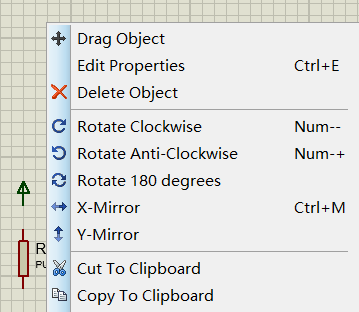 Drag Object
Edit Properties Ctrl+E
Delete Object
Rotate Clockwise Num--
Rotate Anti-Clockwise Num-+
Rotate 180 degrees
X-Mirror Ctrl+M
Y-Mirror
R
PU
Cut To Clipboard
Copy To Clipboard